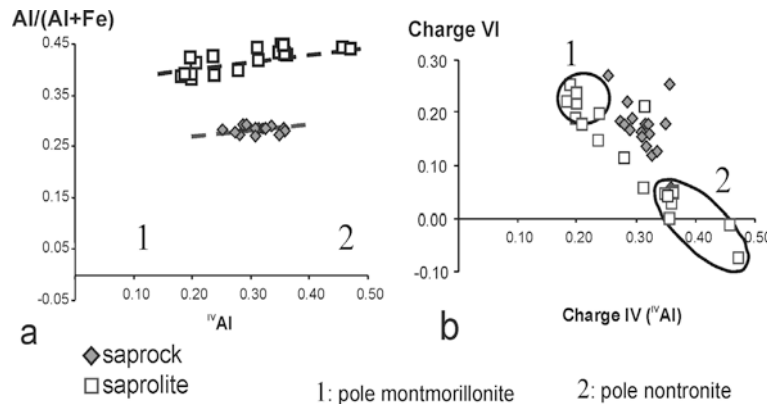 Al/(Al+Fe)
0.45
0.35
0.25
0.15
0.05
-0.05
0.10 0.20 0.30 0.40 0.50
1 2
IVAl
a
Charge VI
0.30
0.20
0.10
0.00
-0.10
0.10 0.20 0.30 0.40 0.50
1
2
Charge IV (IVAl)
b
saprock
saprolite
1: pole montmorillonite 2: pole nontronite